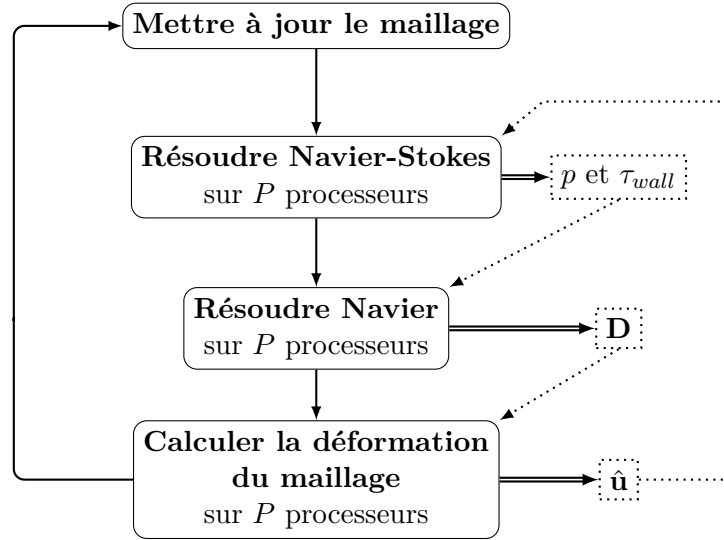 Mettre à jour le maillage
Résoudre Navier-Stokes
sur P processeurs
p et τ_wall
Résoudre Navier
sur P processeurs
D
Calculer la déformation
du maillage
sur P processeurs
û